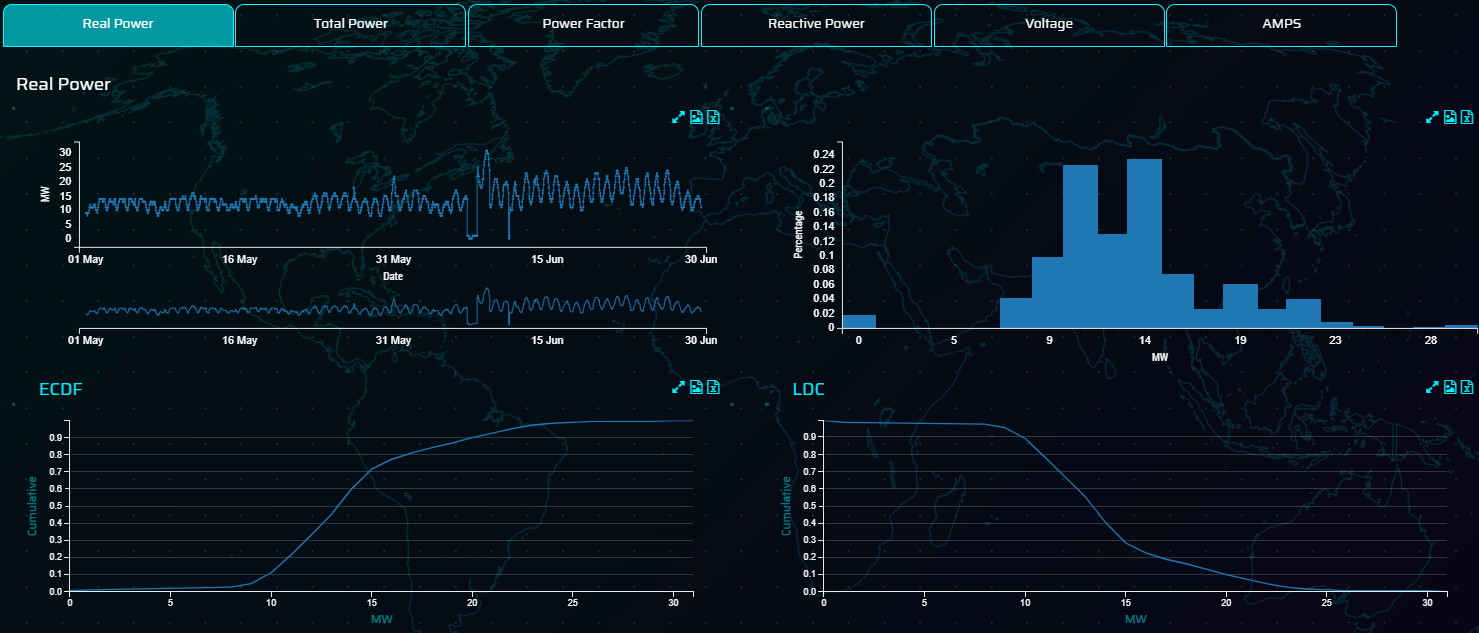 Real Power Total Power Power Factor Reactive Power Voltage AMPS
Real Power
30
25
20
15
10
5
0
MW
01 May 16 May 31 May 15 Jun 30 Jun
Date
01 May 16 May 31 May 15 Jun 30 Jun
0.24
0.22
0.2
0.18
0.16
0.14
0.12
0.1
0.08
0.06
0.04
0.02
0
Percentage
0 5 9 14 19 23 28
MW
ECDF
0.9
0.8
0.7
0.6
0.5
0.4
0.3
0.2
0.1
0.0
Cumulative
0 5 10 15 20 25 30
MW
LDC
0.9
0.8
0.7
0.6
0.5
0.4
0.3
0.2
0.1
0.0
Cumulative
0 5 10 15 20 25 30
MW